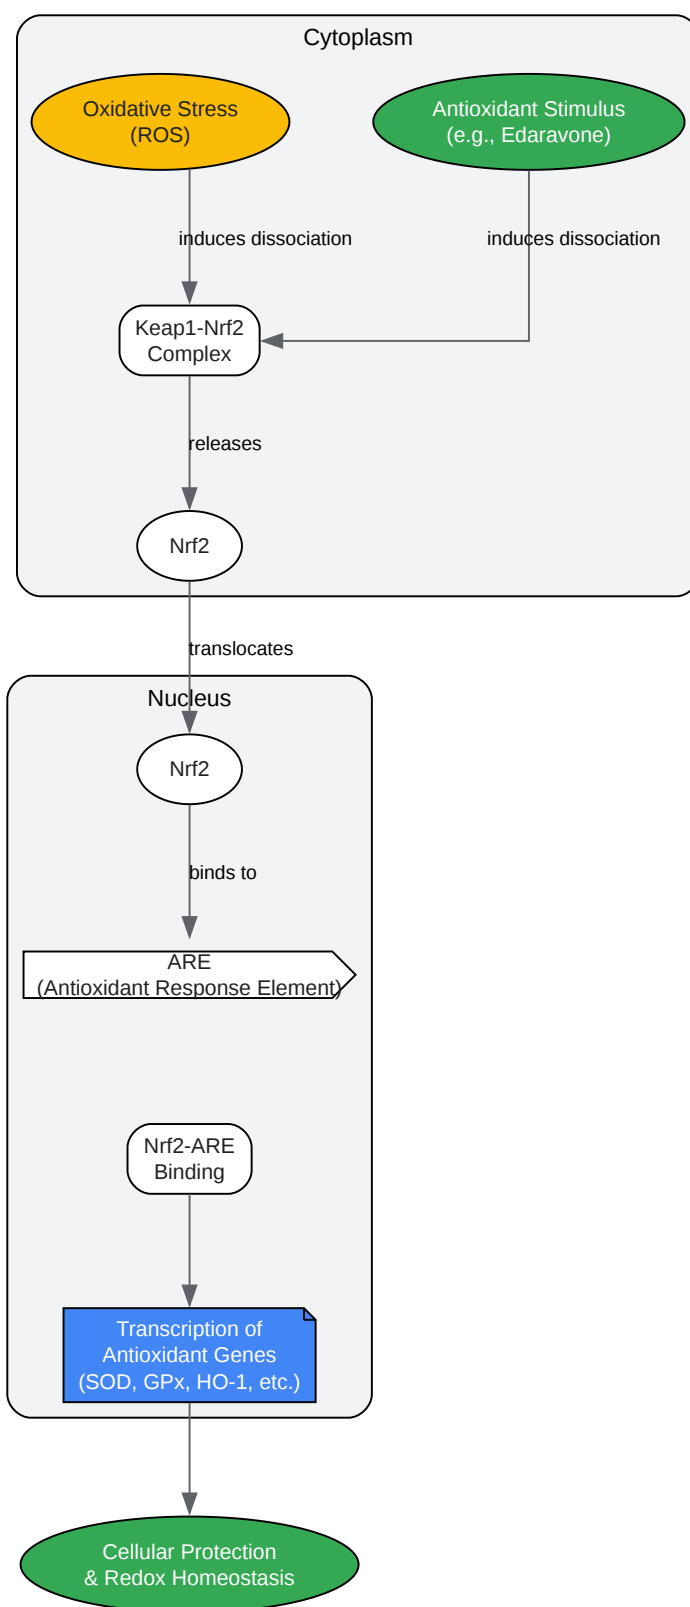 Cytoplasm
Oxidative Stress
(ROS)
Antioxidant Stimulus
(e.g., Edaravone)
induces dissociation
induces dissociation
Keap1-Nrf2
Complex
releases
Nrf2
translocates
Nucleus
Nrf2
binds to
ARE
(Antioxidant Response Element)
Nrf2-ARE
Binding
Transcription of
Antioxidant Genes
(SOD, GPx, HO-1, etc.)
Cellular Protection
& Redox Homeostasis